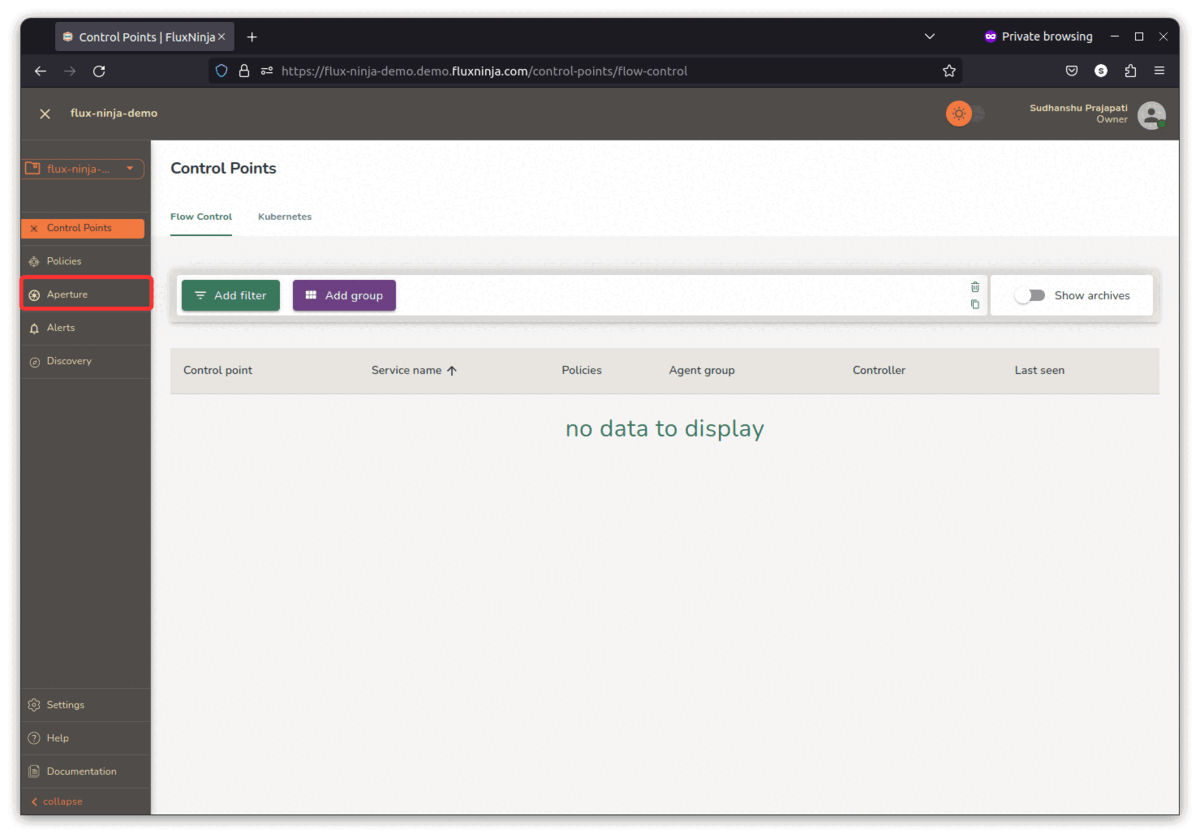 Control Points | FluxNinja
Private browsing
https://flux-ninja-demo.demo.fluxninja.com/control-points/flow-control
S
flux-ninja-demo
Sudhanshu Prajapati
Owner
flux-ninja-...
Control Points
Policies
Aperture
Alerts
Discovery
Settings
Help
Documentation
collapse
Control Points
Flow Control Kubernetes
Add filter Add group Show archives
Control point Service name Policies Agent group Controller Last seen
no data to display